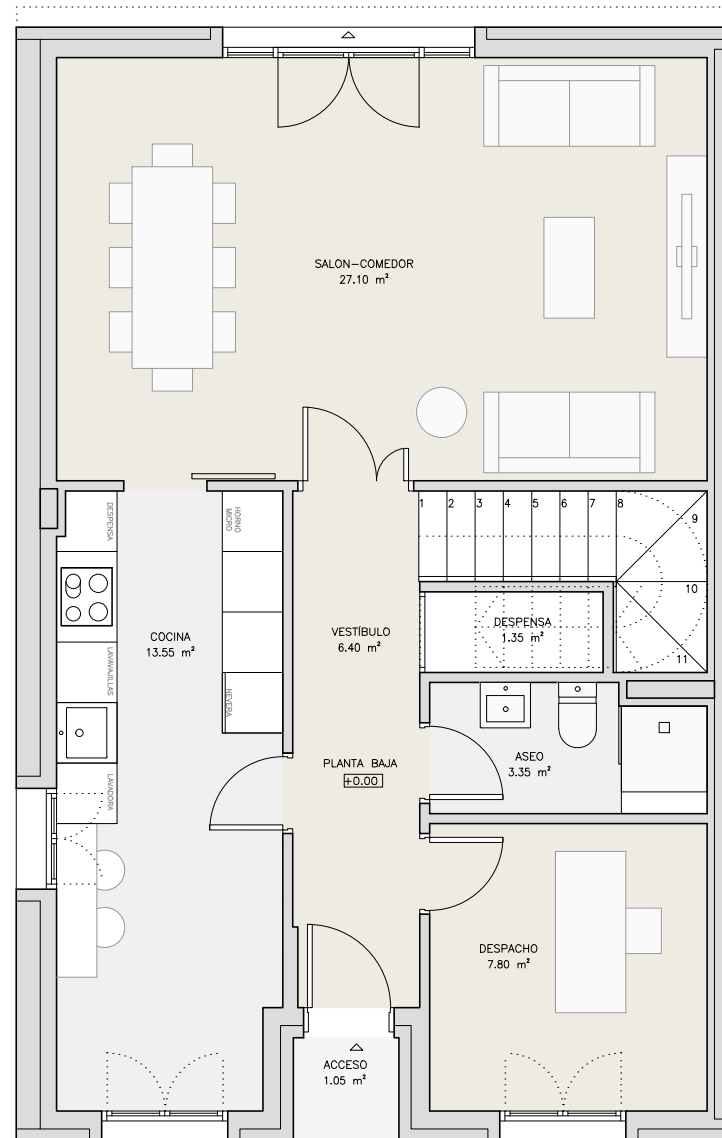 SALON-COMEDOR
27.10 m²
DESPENSA
HORNO
MICRO
1 2 3 4 5 6 7 8
9
10
11
COCINA
13.55 m²
VESTÍBULO
6.40 m²
DESPENSA
1.35 m²
LAVAVAJILLAS
NEVERA
LAVADORA
PLANTA BAJA
+0.00
ASEO
3.35 m²
DESPACHO
7.80 m²
ACCESO
1.05 m²